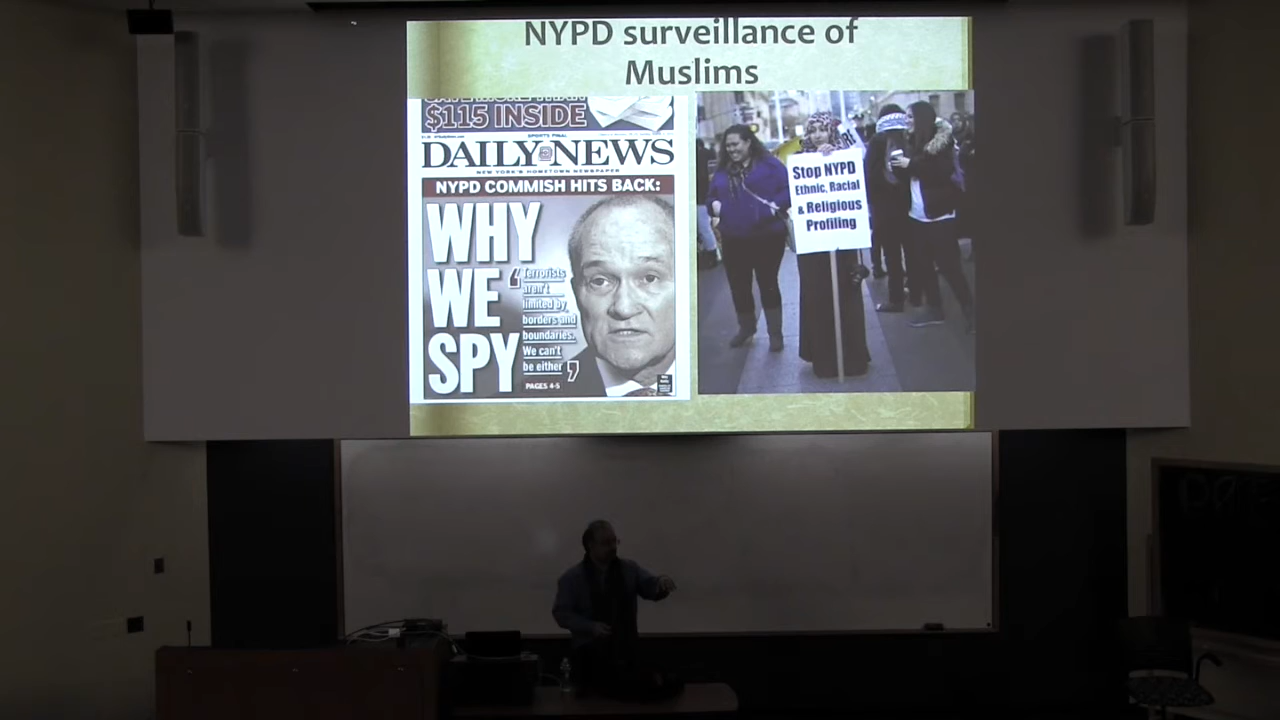 NYPD surveillance of
Muslims
$115 INSIDE
SPORTS FINAL
DAILY NEWS
NEW YORK'S HOMETOWN NEWSPAPER
NYPD COMMISH HITS BACK:
WHY
WE
SPY
‘Terrorists
aren't
limited by
borders and
boundaries.
We can't
be either’
PAGES 4-5
Stop NYPD
Ethnic, Racial
& Religious
Profiling